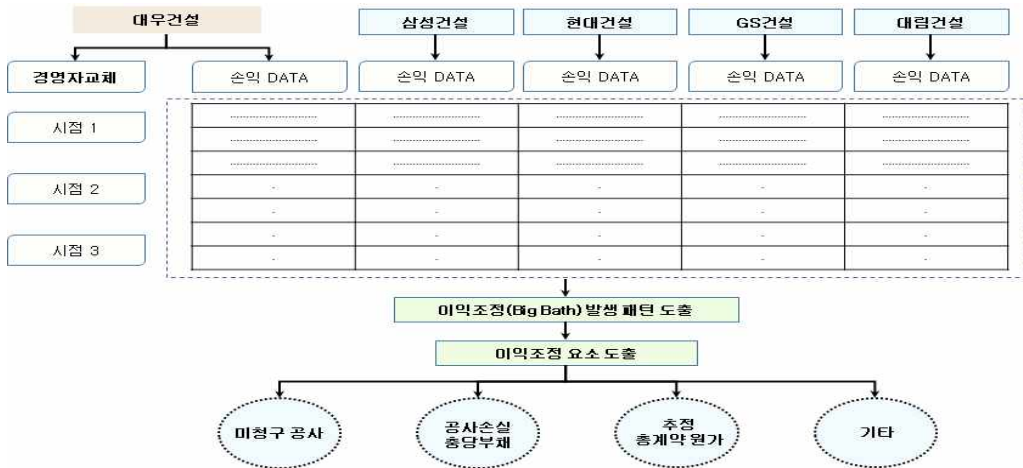 대우건설
삼성건설
현대건설
GS건설
대림건설
경영자교체
손익 DATA
손익 DATA
손익 DATA
손익 DATA
손익 DATA
시점 1
시점 2
시점 3
이익조정(Big Bath) 발생 패턴 도출
이익조정 요소 도출
미청구 공사
공사손실
충당부채
추정
총계약 원가
기타